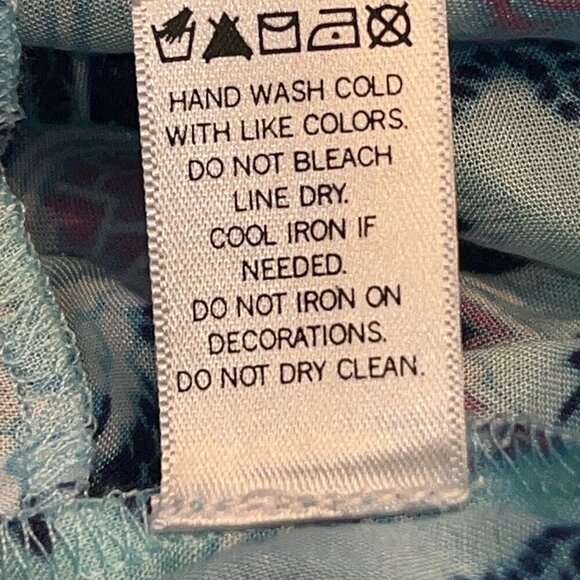 HAND WASH COLD
WITH LIKE COLORS.
DO NOT BLEACH
LINE DRY.
COOL IRON IF
NEEDED.
DO NOT IRON ON
DECORATIONS.
DO NOT DRY CLEAN.